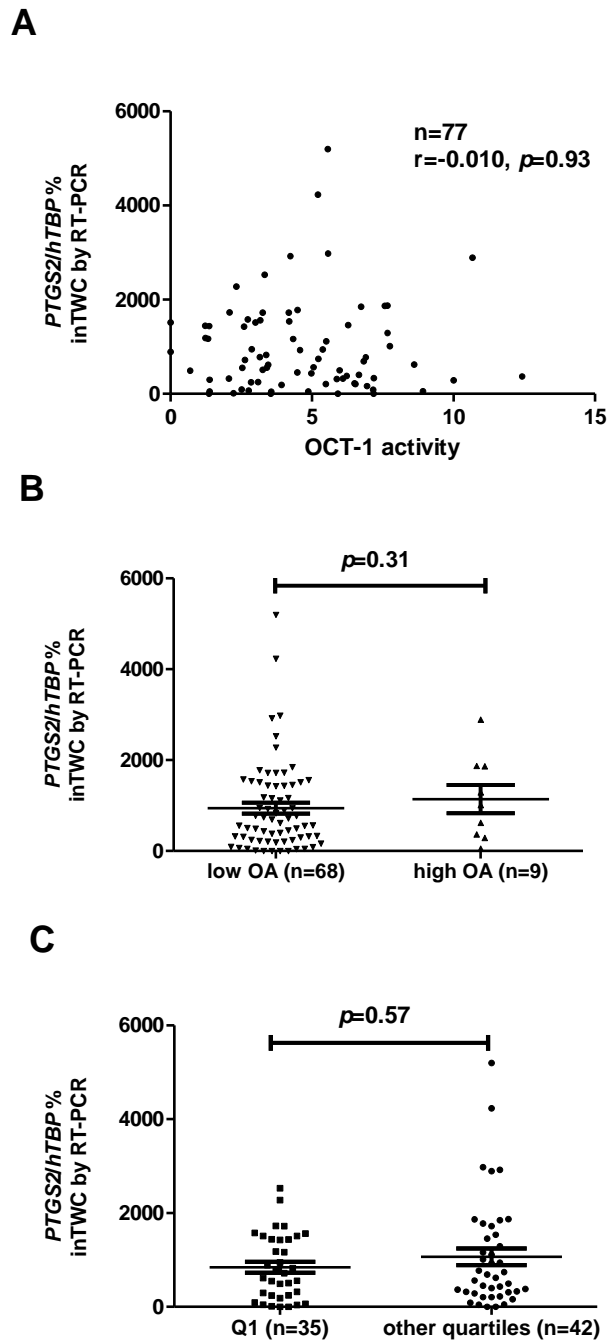 A
6000
4000
2000
0
PTGS2/hTBP%
inTWC by RT-PCR
n=77
r=-0.010, p=0.93
0
5
10
15
OCT-1 activity
B
6000
4000
2000
0
PTGS2/hTBP%
inTWC by RT-PCR
p=0.31
low OA (n=68)
high OA (n=9)
C
6000
4000
2000
0
PTGS2/hTBP%
inTWC by RT-PCR
p=0.57
Q1 (n=35)
other quartiles (n=42)